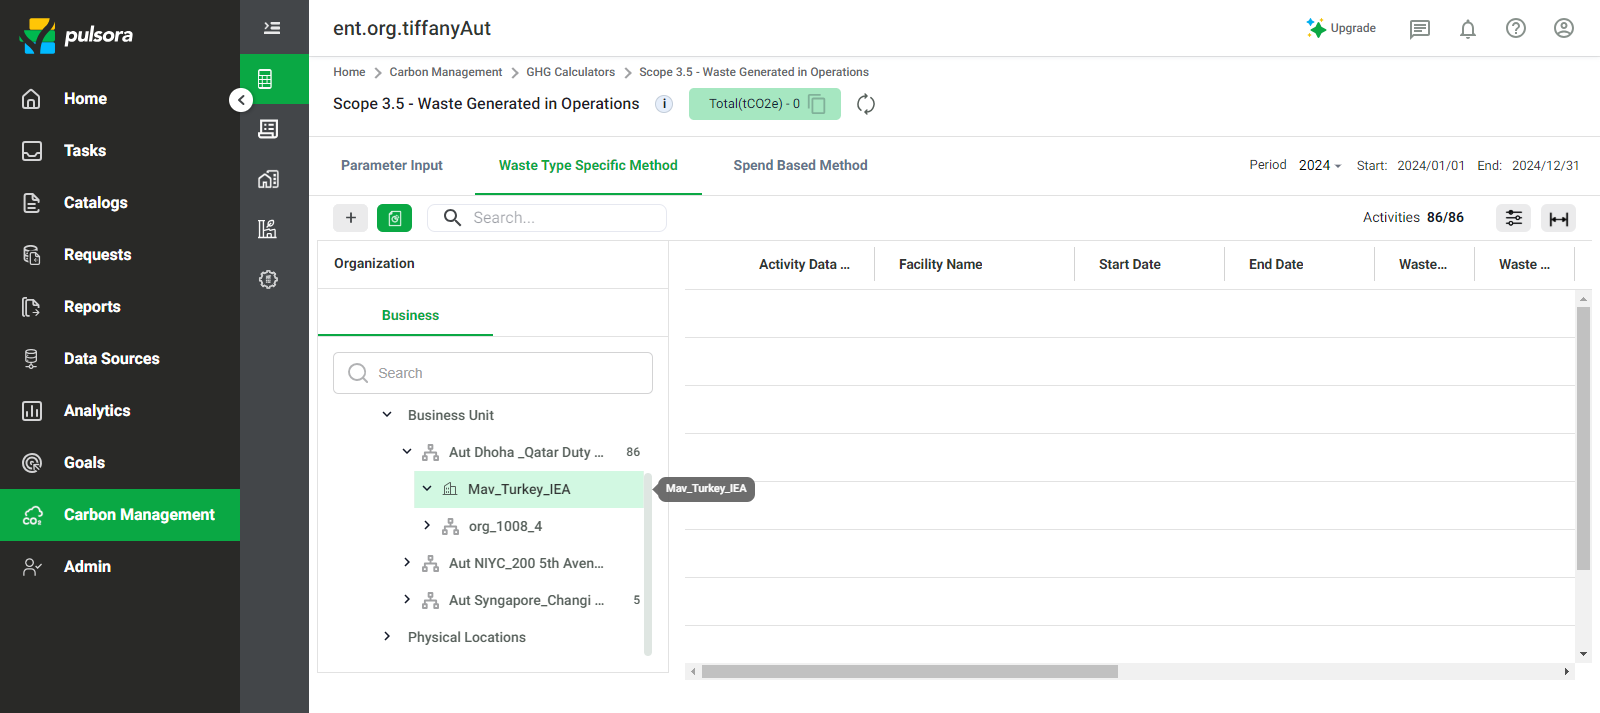 pulsora
Home
Tasks
Catalogs
Requests
Reports
Data Sources
Analytics
Goals
Carbon Management
Admin
ent.org.tiffanyAut
Upgrade
Home > Carbon Management > GHG Calculators > Scope 3.5 - Waste Generated in Operations
Scope 3.5 - Waste Generated in Operations i Total(tCO2e) - 0
Parameter Input Waste Type Specific Method Spend Based Method
Period 2024 Start: 2024/01/01 End: 2024/12/31
+ Search...
Activities 86/86
Organization
Business
Search
Business Unit
Aut Dhoha _Qatar Duty ... 86
Mav_Turkey_IEA
Mav_Turkey_IEA
org_1008_4
Aut NIYC_200 5th Aven...
Aut Syngapore_Changi ... 5
Physical Locations
Activity Data ... Facility Name Start Date End Date Waste... Waste ...